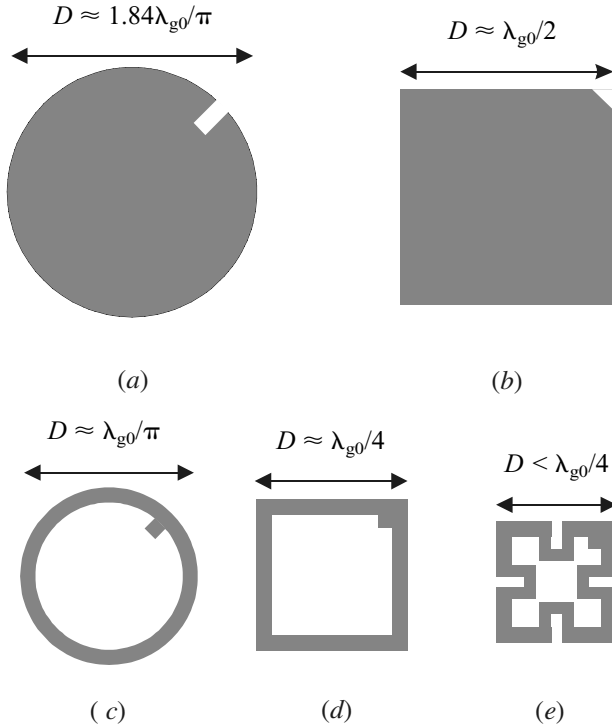 D ≈ 1.84λg0/π
D ≈ λg0/2
(a)
(b)
D ≈ λg0/π
D ≈ λg0/4
D < λg0/4
( c)
(d)
(e)